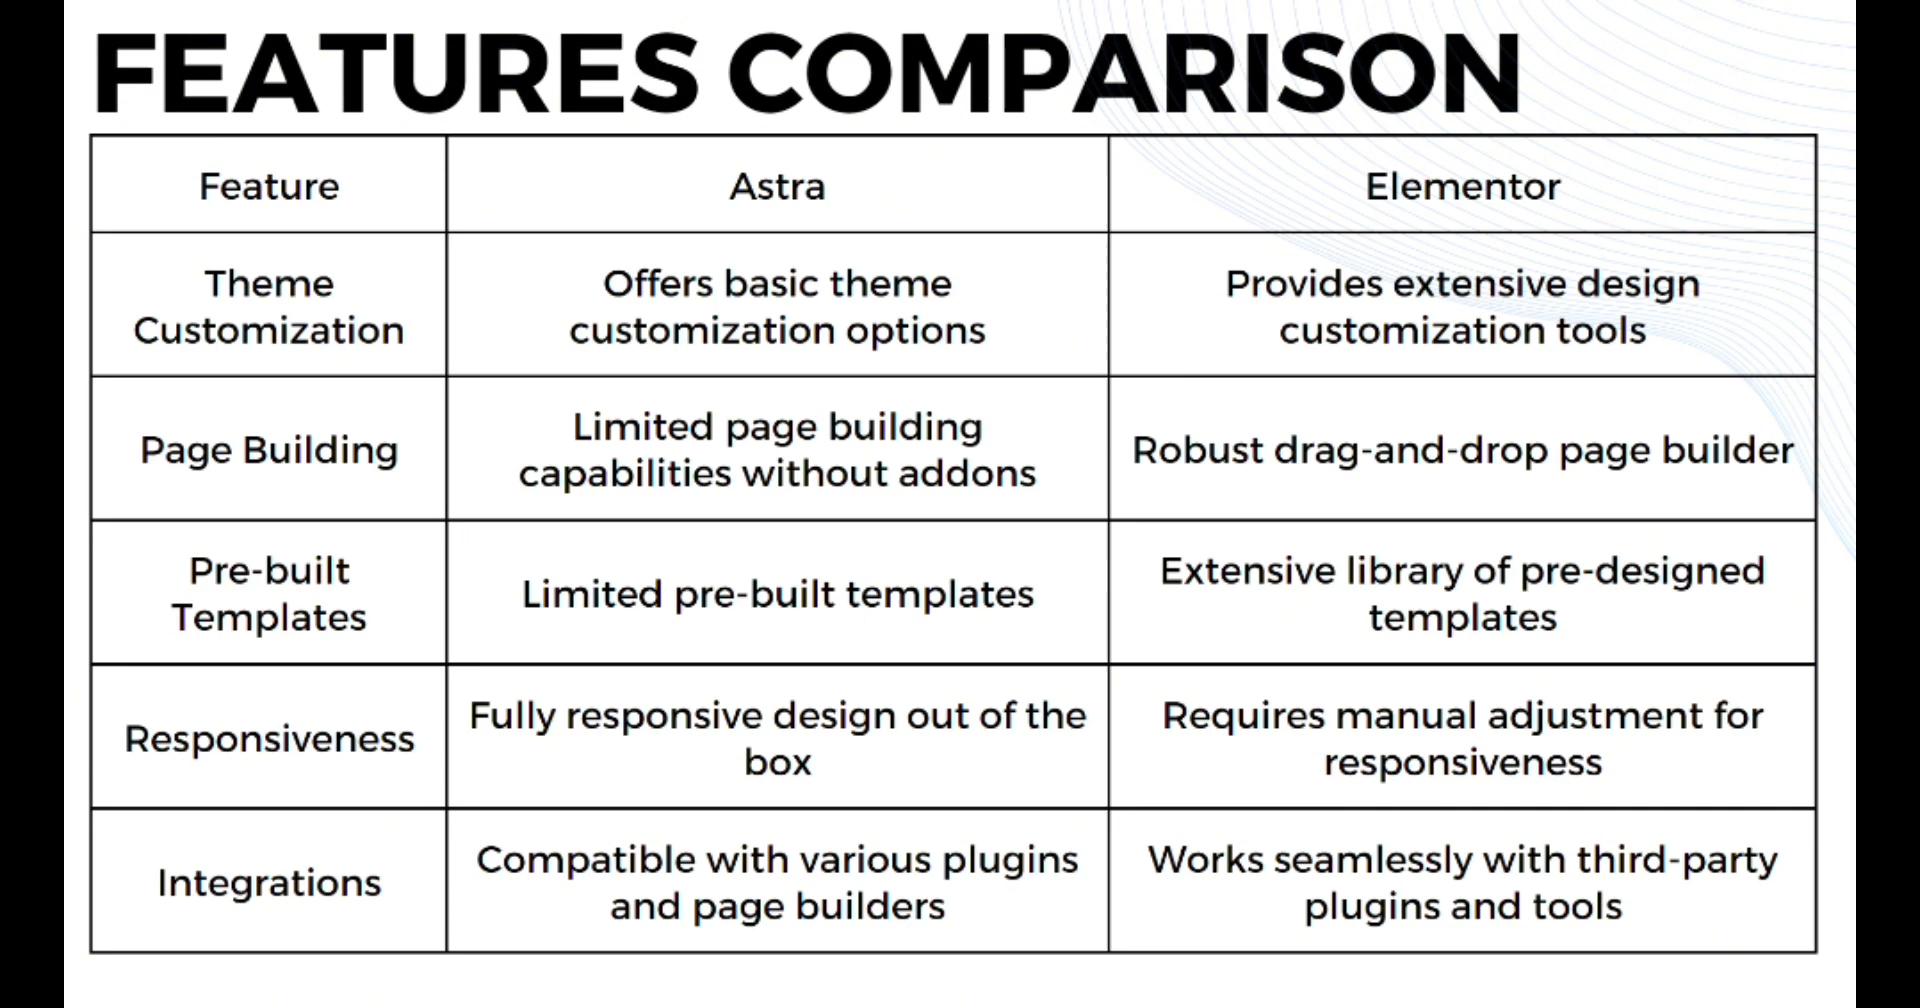 FEATURES COMPARISON
Feature
Astra
Elementor
Theme
Customization
Offers basic theme
customization options
Provides extensive design
customization tools
Page Building
Limited page building
capabilities without addons
Robust drag-and-drop page builder
Pre-built
Templates
Limited pre-built templates
Extensive library of pre-designed
templates
Responsiveness
Fully responsive design out of the
box
Requires manual adjustment for
responsiveness
Integrations
Compatible with various plugins
and page builders
Works seamlessly with third-party
plugins and tools